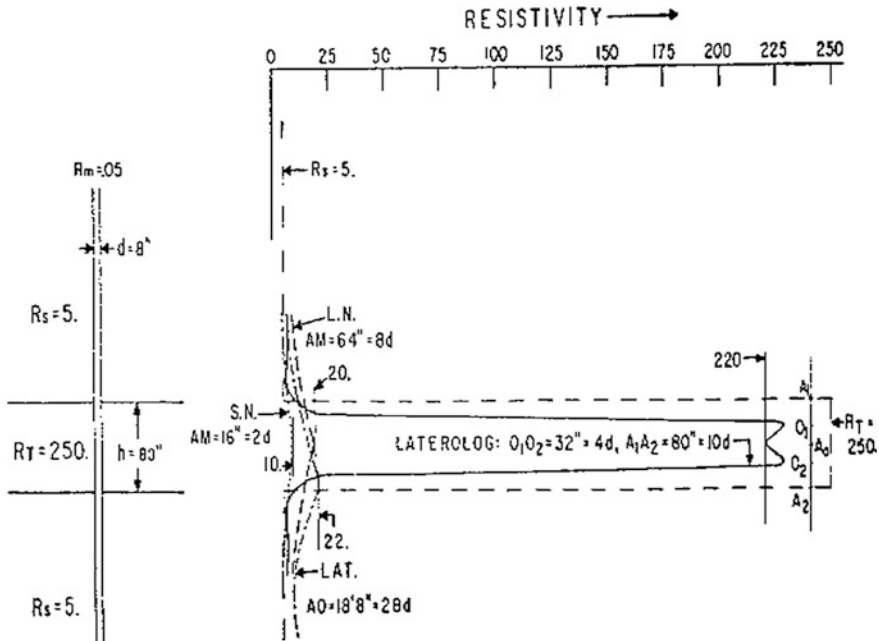 RESISTIVITY
0 25 50 75 100 125 150 175 200 225 250
Rm=.05
Rs=5.
d=8"
Rs=5.
L.N.
AM=64"=8d
220
20.
A1
S.N.
O1
RT=
250.
AM=16"=2d
RT=250.
h=80"
LATEROLOG: O1O2=32"=4d, A1A2=80"=10d
A0
10.
O2
A2
22.
LAT.
Rs=5.
AO=18'8"=28d